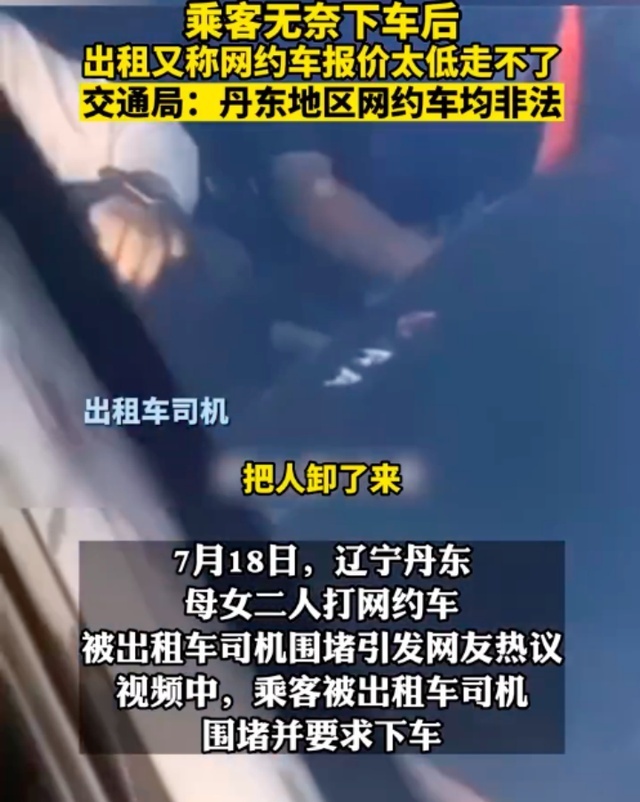 乘客无奈下车后
出租又称网约车报价太低走不了
交通局：丹东地区网约车均非法
出租车司机
把人卸了来
7月18日，辽宁丹东
母女二人打网约车
被出租车司机围堵引发网友热议
视频中，乘客被出租车司机
围堵并要求下车